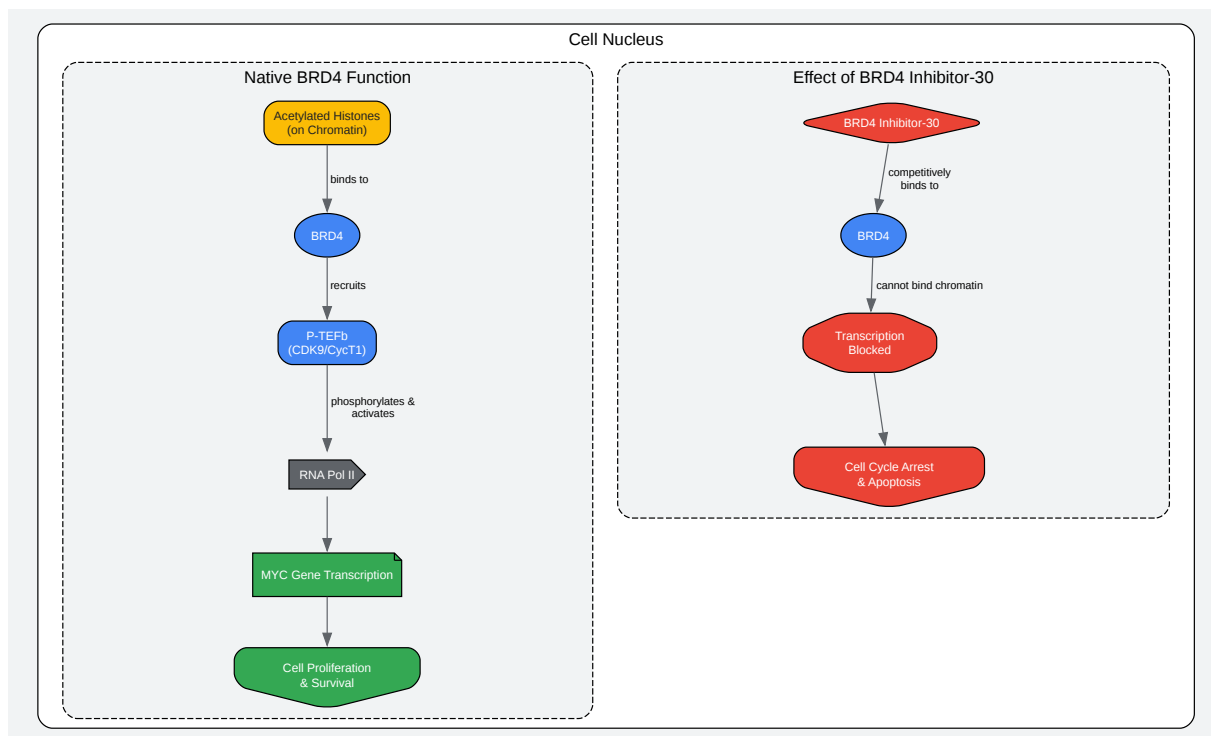 Cell Nucleus
Native BRD4 Function
Acetylated Histones
(on Chromatin)
binds to
BRD4
recruits
P-TEFb
(CDK9/CycT1)
phosphorylates &
activates
RNA Pol II
MYC Gene Transcription
Cell Proliferation
& Survival
Effect of BRD4 Inhibitor-30
BRD4 Inhibitor-30
competitively
binds to
BRD4
cannot bind chromatin
Transcription
Blocked
Cell Cycle Arrest
& Apoptosis